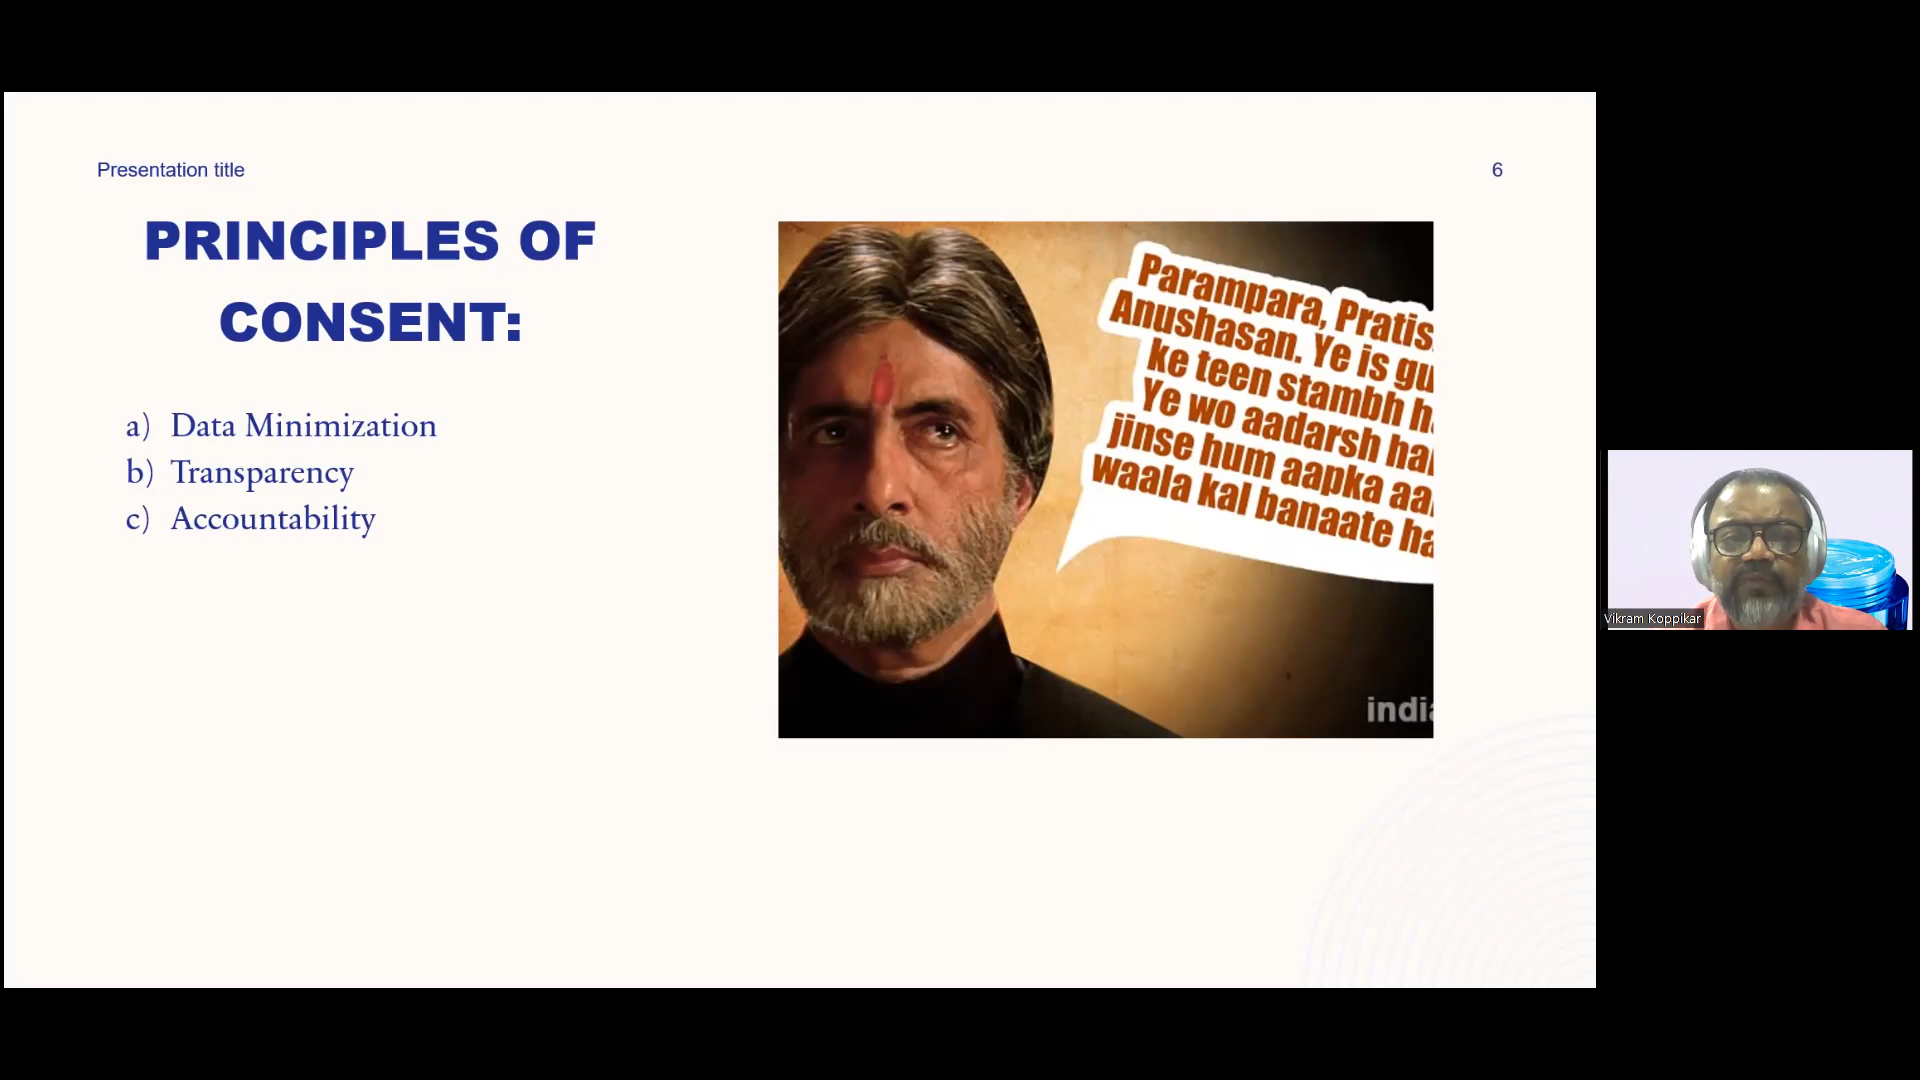 Presentation title
6
PRINCIPLES OF
CONSENT:
a) Data Minimization
b) Transparency
c) Accountability
Parampara, Pratis
Anushasan. Ye is gu
ke teen stambh h
Ye wo aadarsh hai
jinse hum aapka aa
waala kal banaate ha
india
Vikram Koppikar